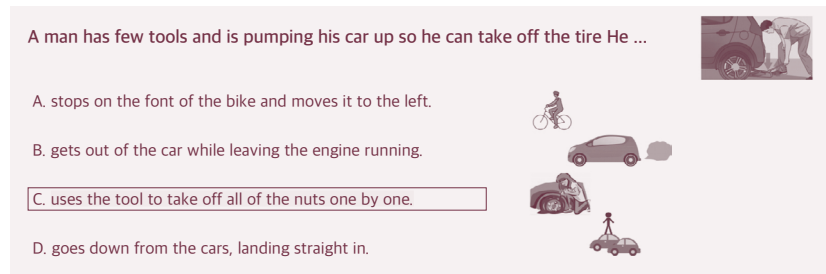 A man has few tools and is pumping his car up so he can take off the tire He ...
A. stops on the font of the bike and moves it to the left.
B. gets out of the car while leaving the engine running.
C. uses the tool to take off all of the nuts one by one.
D. goes down from the cars, landing straight in.